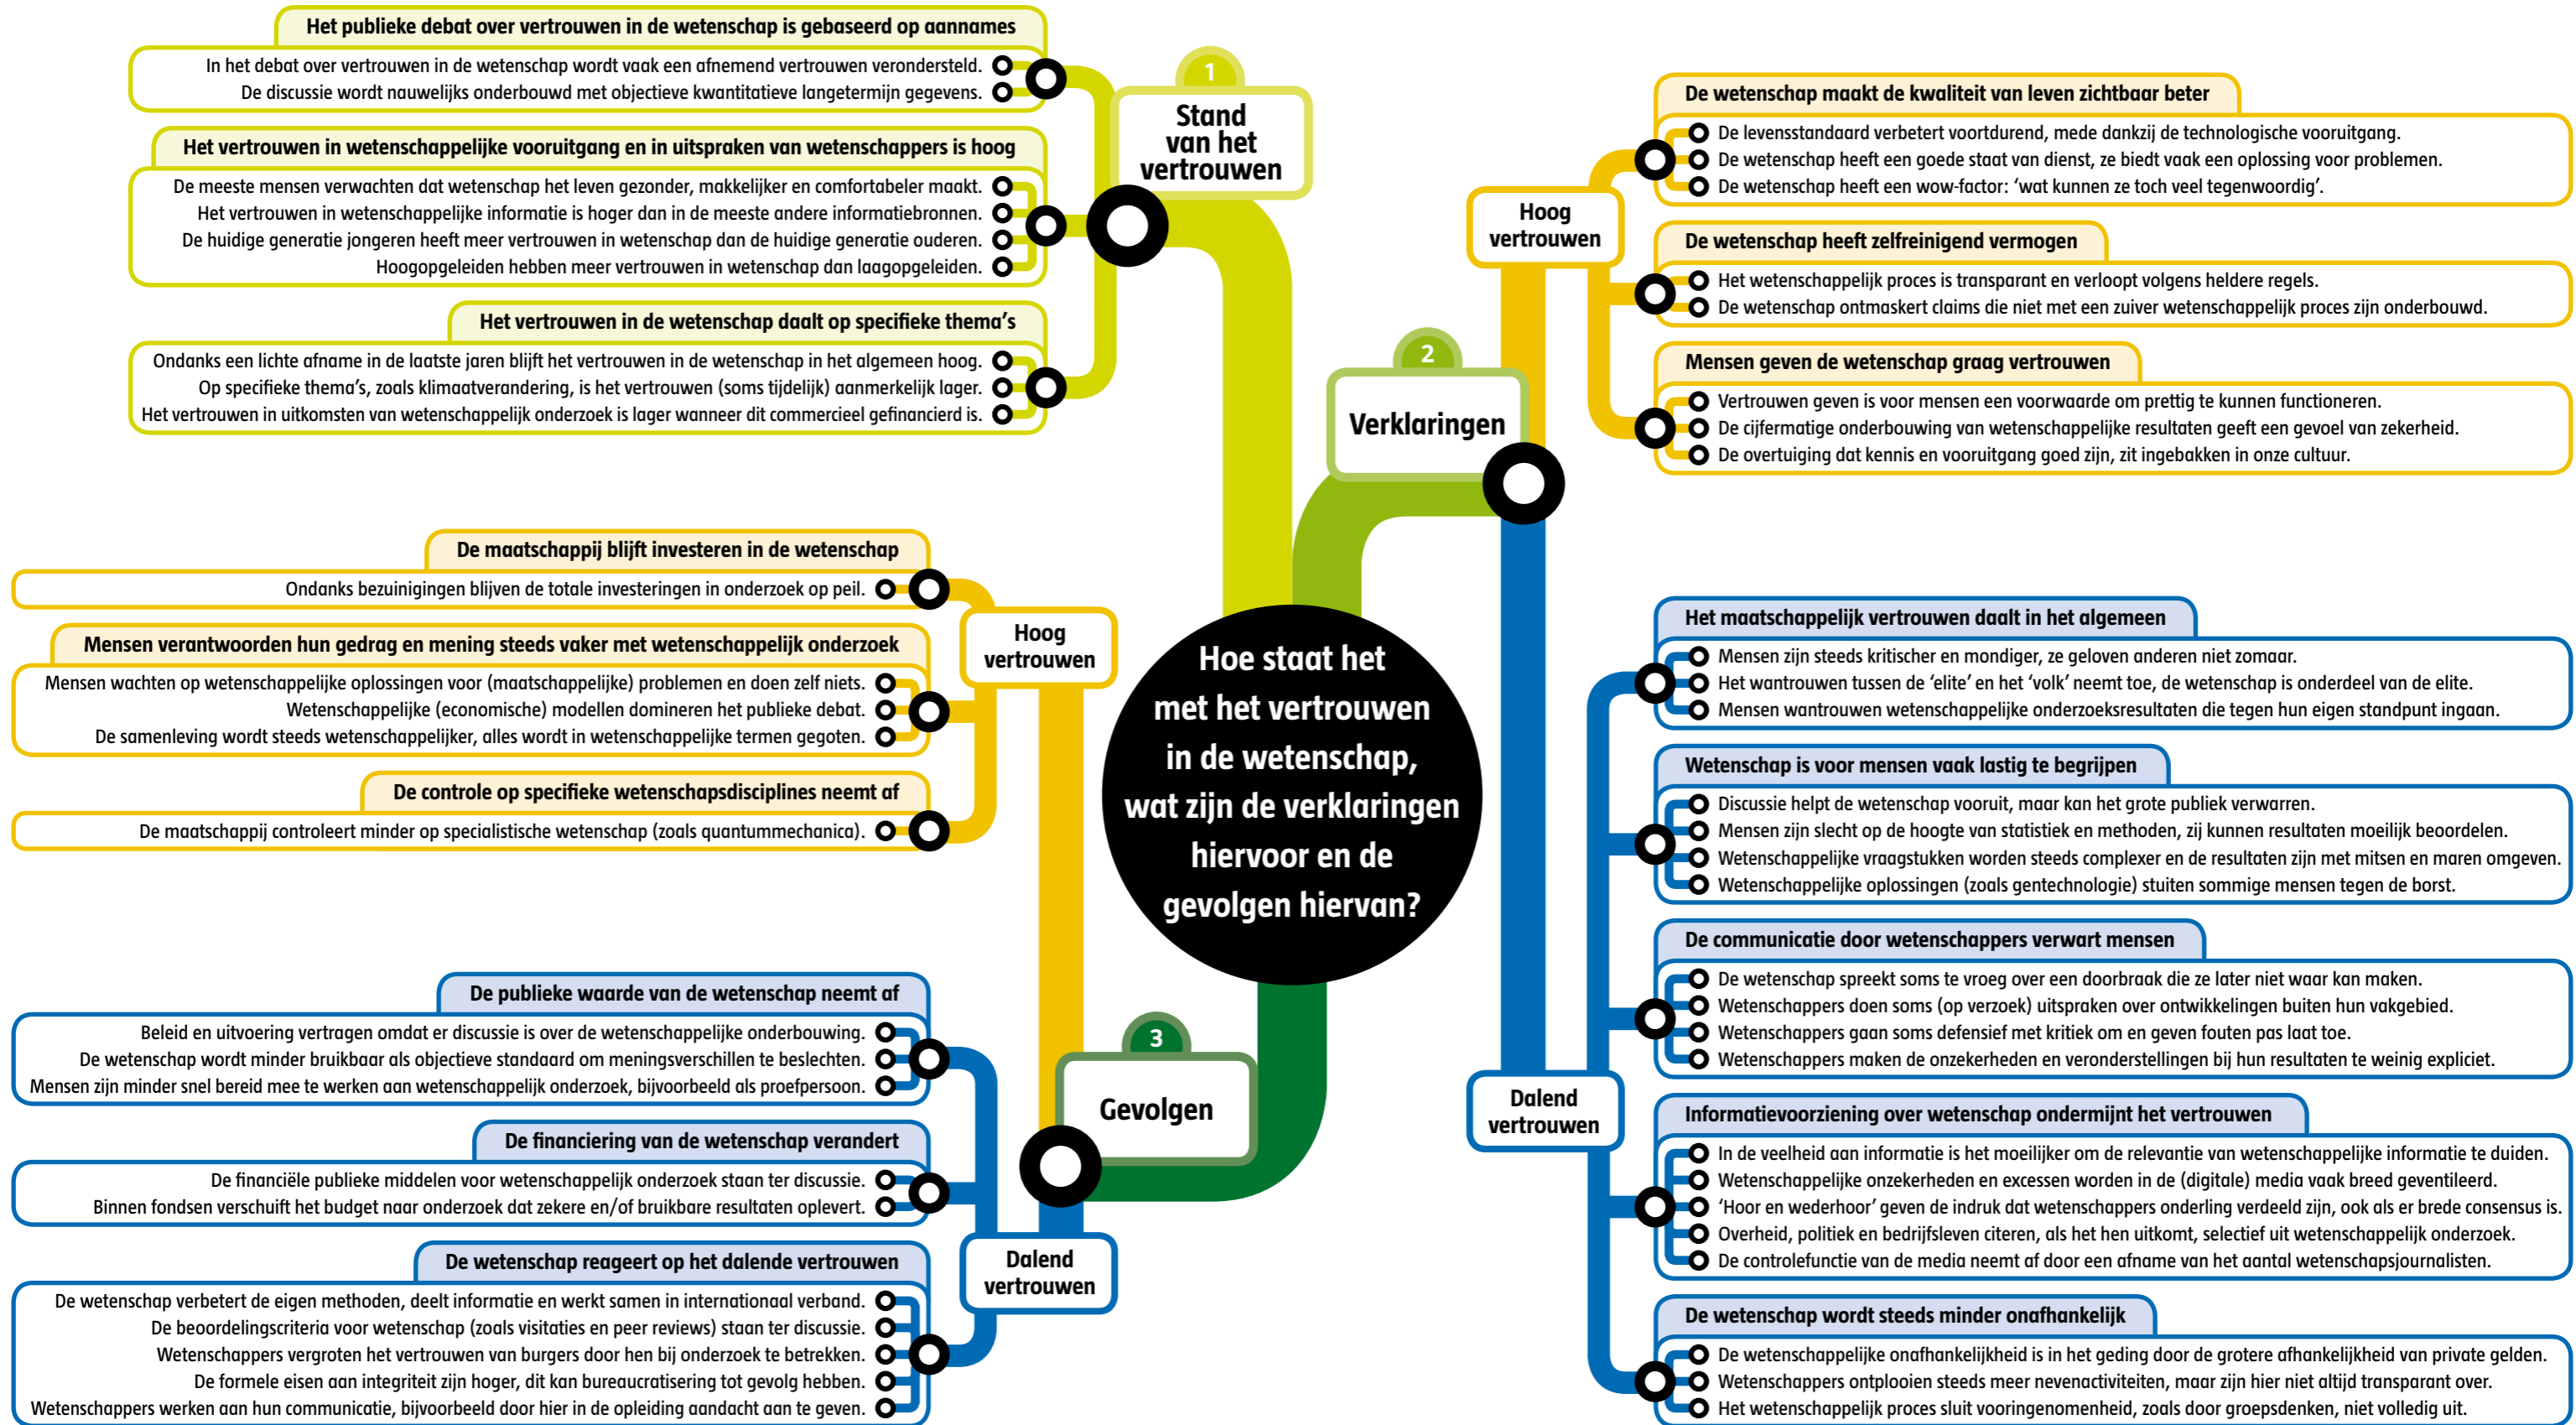 Hoe staat het
met het vertrouwen
in de wetenschap,
wat zijn de verklaringen
hiervoor en de
gevolgen hiervan?
1
Stand
van het
vertrouwen
Het publieke debat over vertrouwen in de wetenschap is gebaseerd op aannames
In het debat over vertrouwen in de wetenschap wordt vaak een afnemend vertrouwen verondersteld.
De discussie wordt nauwelijks onderbouwd met objectieve kwantitatieve langetermijn gegevens.
Het vertrouwen in wetenschappelijke vooruitgang en in uitspraken van wetenschappers is hoog
De meeste mensen verwachten dat wetenschap het leven gezonder, makkelijker en comfortabeler maakt.
Het vertrouwen in wetenschappelijke informatie is hoger dan in de meeste andere informatiebronnen.
De huidige generatie jongeren heeft meer vertrouwen in wetenschap dan de huidige generatie ouderen.
Hoogopgeleiden hebben meer vertrouwen in wetenschap dan laagopgeleiden.
Het vertrouwen in de wetenschap daalt op specifieke thema's
Ondanks een lichte afname in de laatste jaren blijft het vertrouwen in de wetenschap in het algemeen hoog.
Op specifieke thema's, zoals klimaatverandering, is het vertrouwen (soms tijdelijk) aanmerkelijk lager.
Het vertrouwen in uitkomsten van wetenschappelijk onderzoek is lager wanneer dit commercieel gefinancierd is.
2
Verklaringen
Hoog
vertrouwen
De wetenschap maakt de kwaliteit van leven zichtbaar beter
De levensstandaard verbetert voortdurend, mede dankzij de technologische vooruitgang.
De wetenschap heeft een goede staat van dienst, ze biedt vaak een oplossing voor problemen.
De wetenschap heeft een wow-factor: ‘wat kunnen ze toch veel tegenwoordig’.
De wetenschap heeft zelfreinigend vermogen
Het wetenschappelijk proces is transparant en verloopt volgens heldere regels.
De wetenschap ontmaskert claims die niet met een zuiver wetenschappelijk proces zijn onderbouwd.
Mensen geven de wetenschap graag vertrouwen
Vertrouwen geven is voor mensen een voorwaarde om prettig te kunnen functioneren.
De cijfermatige onderbouwing van wetenschappelijke resultaten geeft een gevoel van zekerheid.
De overtuiging dat kennis en vooruitgang goed zijn, zit ingebakken in onze cultuur.
Dalend
vertrouwen
Het maatschappelijk vertrouwen daalt in het algemeen
Mensen zijn steeds kritischer en mondiger, ze geloven anderen niet zomaar.
Het wantrouwen tussen de ‘elite’ en het ‘volk’ neemt toe, de wetenschap is onderdeel van de elite.
Mensen wantrouwen wetenschappelijke onderzoeksresultaten die tegen hun eigen standpunt ingaan.
Wetenschap is voor mensen vaak lastig te begrijpen
Discussie helpt de wetenschap vooruit, maar kan het grote publiek verwarren.
Mensen zijn slecht op de hoogte van statistiek en methoden, zij kunnen resultaten moeilijk beoordelen.
Wetenschappelijke vraagstukken worden steeds complexer en de resultaten zijn met mitsen en maren omgeven.
Wetenschappelijke oplossingen (zoals gentechnologie) stuiten sommige mensen tegen de borst.
De communicatie door wetenschappers verwart mensen
De wetenschap spreekt soms te vroeg over een doorbraak die ze later niet waar kan maken.
Wetenschappers doen soms (op verzoek) uitspraken over ontwikkelingen buiten hun vakgebied.
Wetenschappers gaan soms defensief met kritiek om en geven fouten pas laat toe.
Wetenschappers maken de onzekerheden en veronderstellingen bij hun resultaten te weinig expliciet.
Informatievoorziening over wetenschap ondermijnt het vertrouwen
In de veelheid aan informatie is het moeilijker om de relevantie van wetenschappelijke informatie te duiden.
Wetenschappelijke onzekerheden en excessen worden in de (digitale) media vaak breed geventileerd.
‘Hoor en wederhoor’ geven de indruk dat wetenschappers onderling verdeeld zijn, ook als er brede consensus is.
Overheid, politiek en bedrijfsleven citeren, als het hen uitkomt, selectief uit wetenschappelijk onderzoek.
De controlefunctie van de media neemt af door een afname van het aantal wetenschapsjournalisten.
De wetenschap wordt steeds minder onafhankelijk
De wetenschappelijke onafhankelijkheid is in het geding door de grotere afhankelijkheid van private gelden.
Wetenschappers ontplooien steeds meer nevenactiviteiten, maar zijn hier niet altijd transparant over.
Het wetenschappelijk proces sluit vooringenomenheid, zoals door groepsdenken, niet volledig uit.
3
Gevolgen
Hoog
vertrouwen
De maatschappij blijft investeren in de wetenschap
Ondanks bezuinigingen blijven de totale investeringen in onderzoek op peil.
Mensen verantwoorden hun gedrag en mening steeds vaker met wetenschappelijk onderzoek
Mensen wachten op wetenschappelijke oplossingen voor (maatschappelijke) problemen en doen zelf niets.
Wetenschappelijke (economische) modellen domineren het publieke debat.
De samenleving wordt steeds wetenschappelijker, alles wordt in wetenschappelijke termen gegoten.
De controle op specifieke wetenschapsdisciplines neemt af
De maatschappij controleert minder op specialistische wetenschap (zoals quantummechanica).
Dalend
vertrouwen
De publieke waarde van de wetenschap neemt af
Beleid en uitvoering vertragen omdat er discussie is over de wetenschappelijke onderbouwing.
De wetenschap wordt minder bruikbaar als objectieve standaard om meningsverschillen te beslechten.
Mensen zijn minder snel bereid mee te werken aan wetenschappelijk onderzoek, bijvoorbeeld als proefpersoon.
De financiering van de wetenschap verandert
De financiële publieke middelen voor wetenschappelijk onderzoek staan ter discussie.
Binnen fondsen verschuift het budget naar onderzoek dat zekere en/of bruikbare resultaten oplevert.
De wetenschap reageert op het dalende vertrouwen
De wetenschap verbetert de eigen methoden, deelt informatie en werkt samen in internationaal verband.
De beoordelingscriteria voor wetenschap (zoals visitaties en peer reviews) staan ter discussie.
Wetenschappers vergroten het vertrouwen van burgers door hen bij onderzoek te betrekken.
De formele eisen aan integriteit zijn hoger, dit kan bureaucratisering tot gevolg hebben.
Wetenschappers werken aan hun communicatie, bijvoorbeeld door hier in de opleiding aandacht aan te geven.